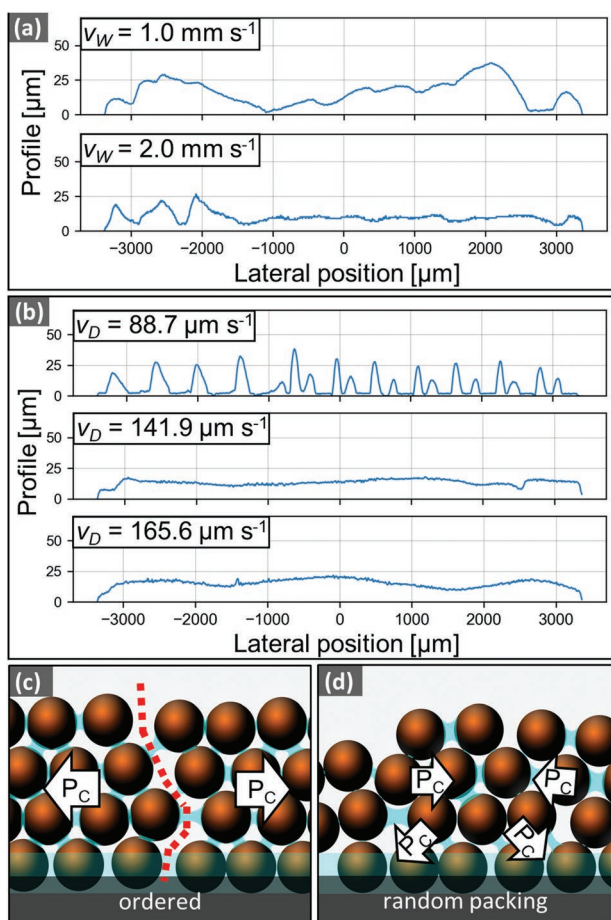 (a)
v_W = 1.0 mm s⁻¹
50
25
0
v_W = 2.0 mm s⁻¹
50
25
0
Profile [µm]
−3000 −2000 −1000 0 1000 2000 3000
Lateral position [µm]
(b)
v_D = 88.7 µm s⁻¹
50
25
0
v_D = 141.9 µm s⁻¹
50
25
0
v_D = 165.6 µm s⁻¹
50
25
0
Profile [µm]
−3000 −2000 −1000 0 1000 2000 3000
Lateral position [µm]
(c)
P_C P_C
ordered
(d)
P_C P_C
P_C P_C
random packing